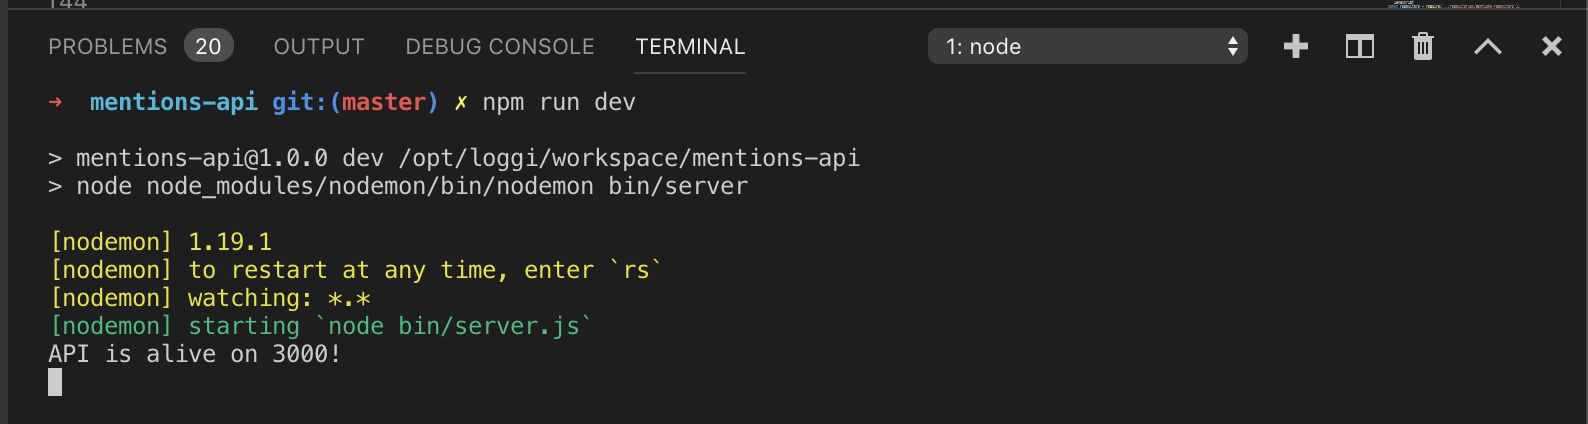 144
PROBLEMS 20 OUTPUT DEBUG CONSOLE TERMINAL 1: node
→ mentions-api git:(master) ✗ npm run dev
> mentions-api@1.0.0 dev /opt/loggi/workspace/mentions-api
> node node_modules/nodemon/bin/nodemon bin/server
[nodemon] 1.19.1
[nodemon] to restart at any time, enter `rs`
[nodemon] watching: *.*
[nodemon] starting `node bin/server.js`
API is alive on 3000!